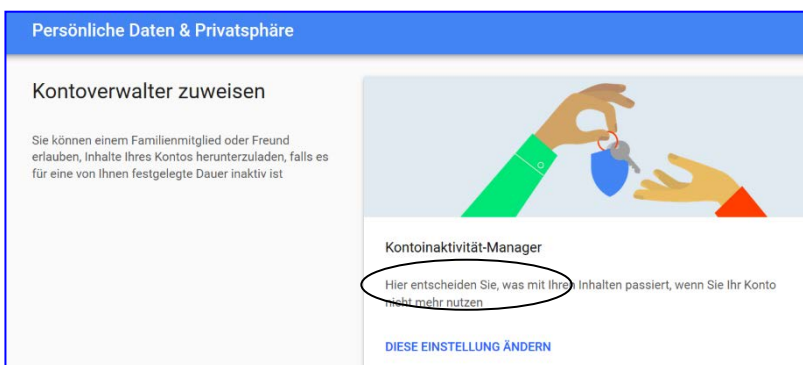 Persönliche Daten & Privatsphäre
Kontoverwalter zuweisen
Sie können einem Familienmitglied oder Freund
erlauben, Inhalte Ihres Kontos herunterzuladen, falls es
für eine von Ihnen festgelegte Dauer inaktiv ist
Kontoinaktivität-Manager
Hier entscheiden Sie, was mit Ihren Inhalten passiert, wenn Sie Ihr Konto
nicht mehr nutzen
DIESE EINSTELLUNG ÄNDERN